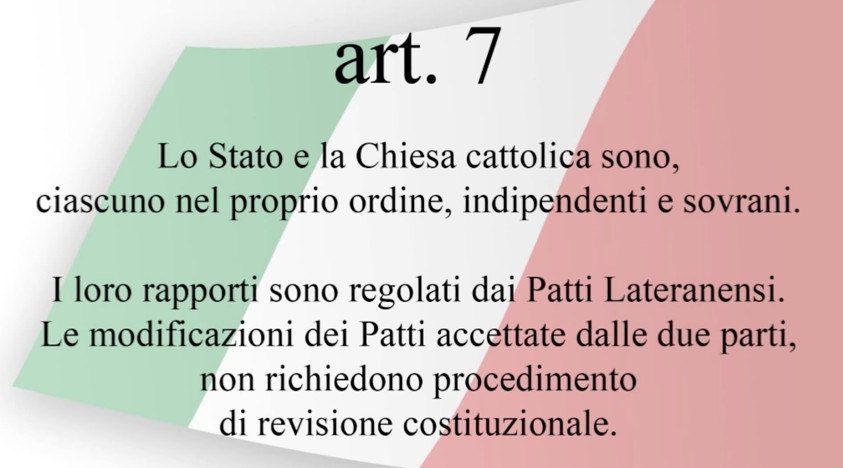 art. 7
Lo Stato e la Chiesa cattolica sono,
ciascuno nel proprio ordine, indipendenti e sovrani.
I loro rapporti sono regolati dai Patti Lateranensi.
Le modificazioni dei Patti accettate dalle due parti,
non richiedono procedimento
di revisione costituzionale.